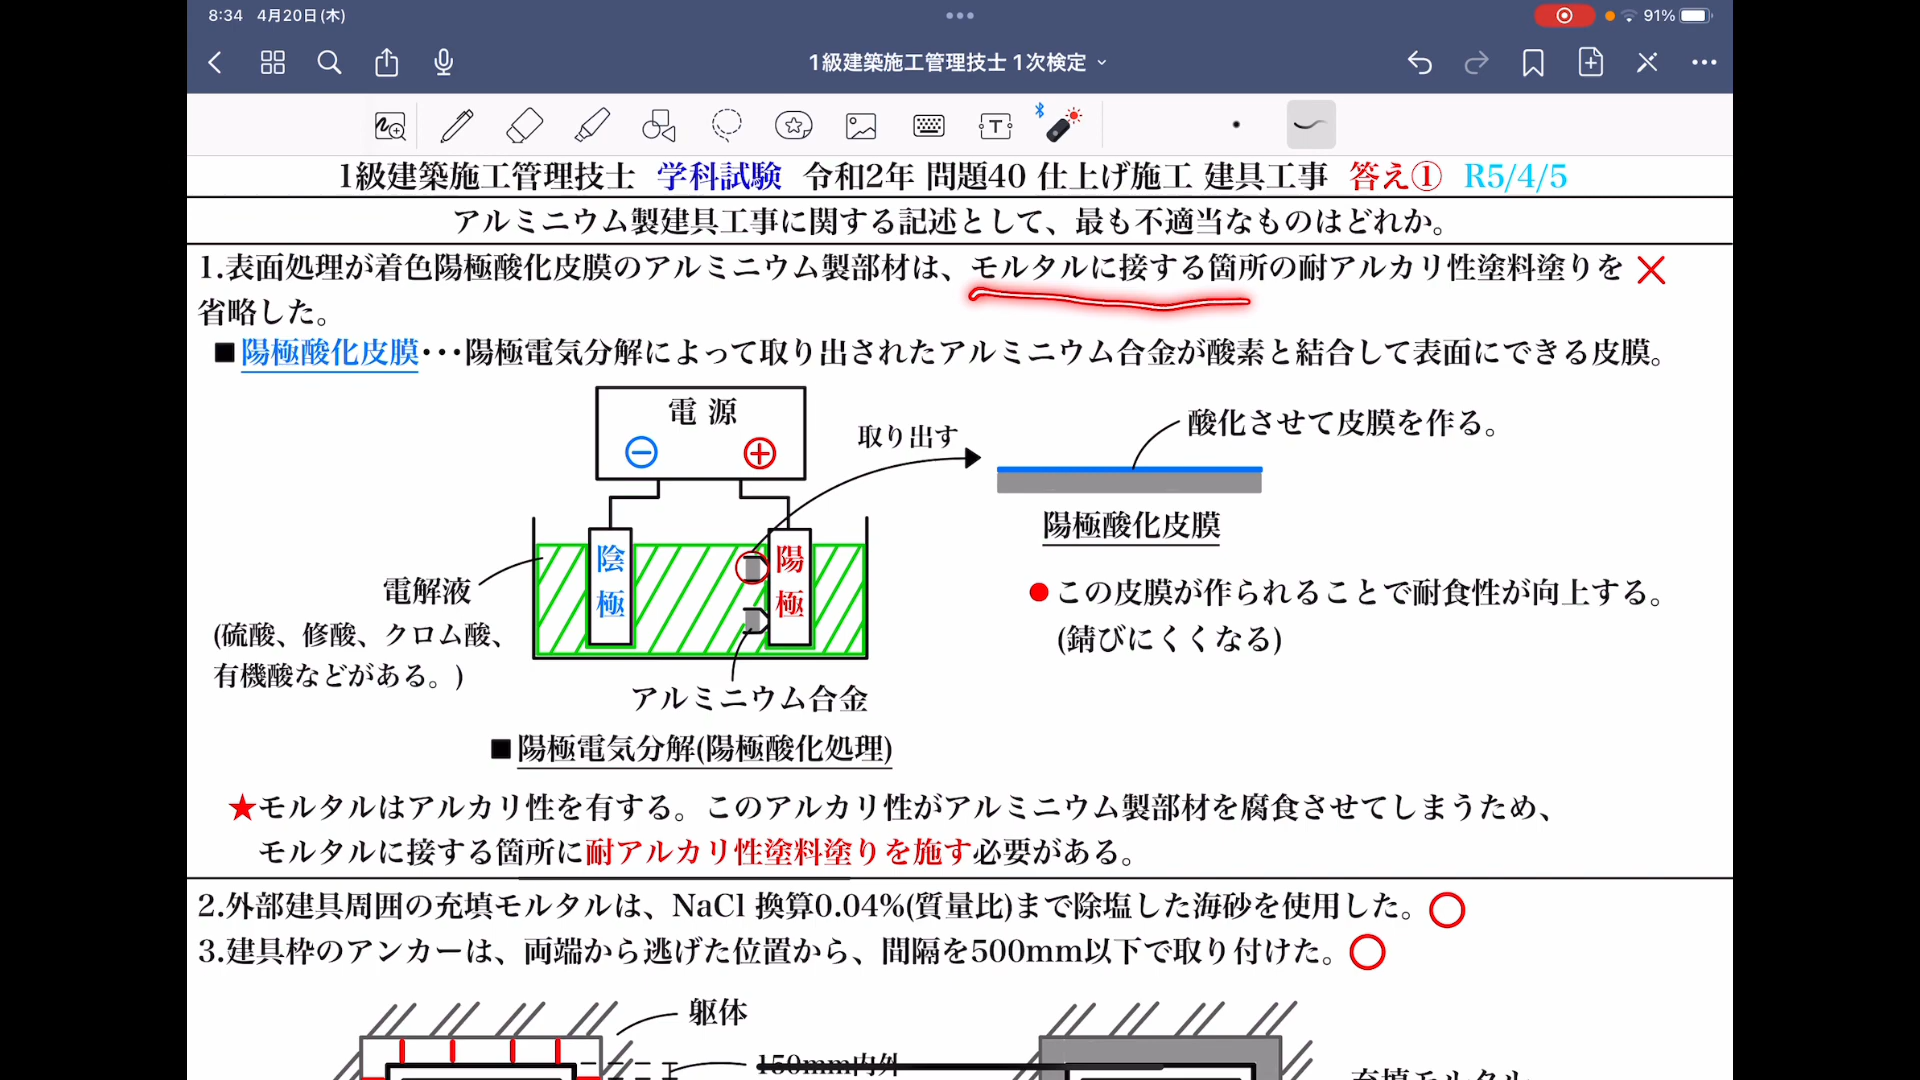 8:34 4月20日(木)
91%
1級建築施工管理技士 1次検定
1級建築施工管理技士 学科試験 令和2年 問題40 仕上げ施工 建具工事 答え① R5/4/5
アルミニウム製建具工事に関する記述として、最も不適当なものはどれか。
1.表面処理が着色陽極酸化皮膜のアルミニウム製部材は、モルタルに接する箇所の耐アルカリ性塗料塗りを
省略した。
■陽極酸化皮膜･･･陽極電気分解によって取り出されたアルミニウム合金が酸素と結合して表面にできる皮膜。
電源
取り出す
酸化させて皮膜を作る。
陽極酸化皮膜
陰極
陽極
電解液
(硫酸、修酸、クロム酸、
有機酸などがある。)
●この皮膜が作られることで耐食性が向上する。
(錆びにくくなる)
アルミニウム合金
■陽極電気分解(陽極酸化処理)
★モルタルはアルカリ性を有する。このアルカリ性がアルミニウム製部材を腐食させてしまうため、
モルタルに接する箇所に耐アルカリ性塗料塗りを施す必要がある。
2.外部建具周囲の充填モルタルは、NaCl 換算0.04%(質量比)まで除塩した海砂を使用した。
3.建具枠のアンカーは、両端から逃げた位置から、間隔を500mm以下で取り付けた。
躯体
150mm内外
充填モルタル